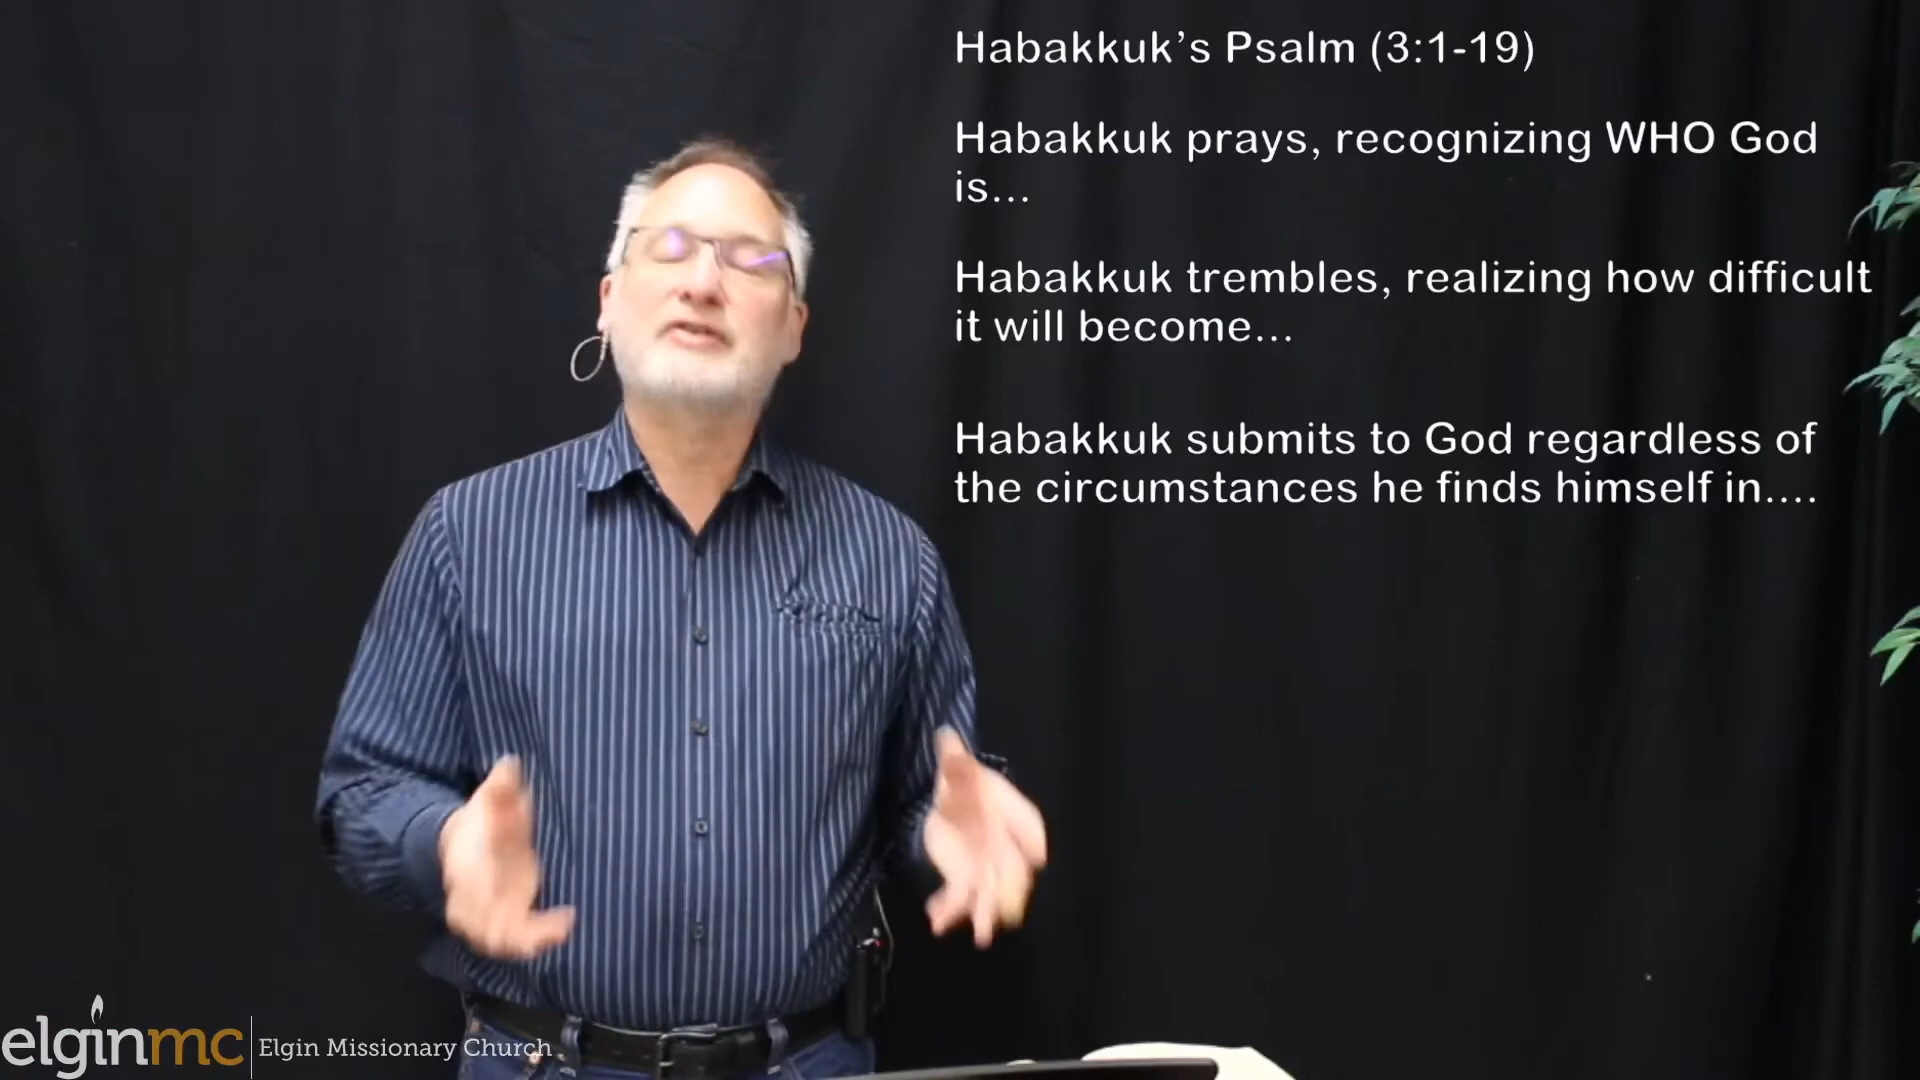 Habakkuk’s Psalm (3:1-19)
Habakkuk prays, recognizing WHO God
is...
Habakkuk trembles, realizing how difficult
it will become...
Habakkuk submits to God regardless of
the circumstances he finds himself in....
elginmc
Elgin Missionary Church